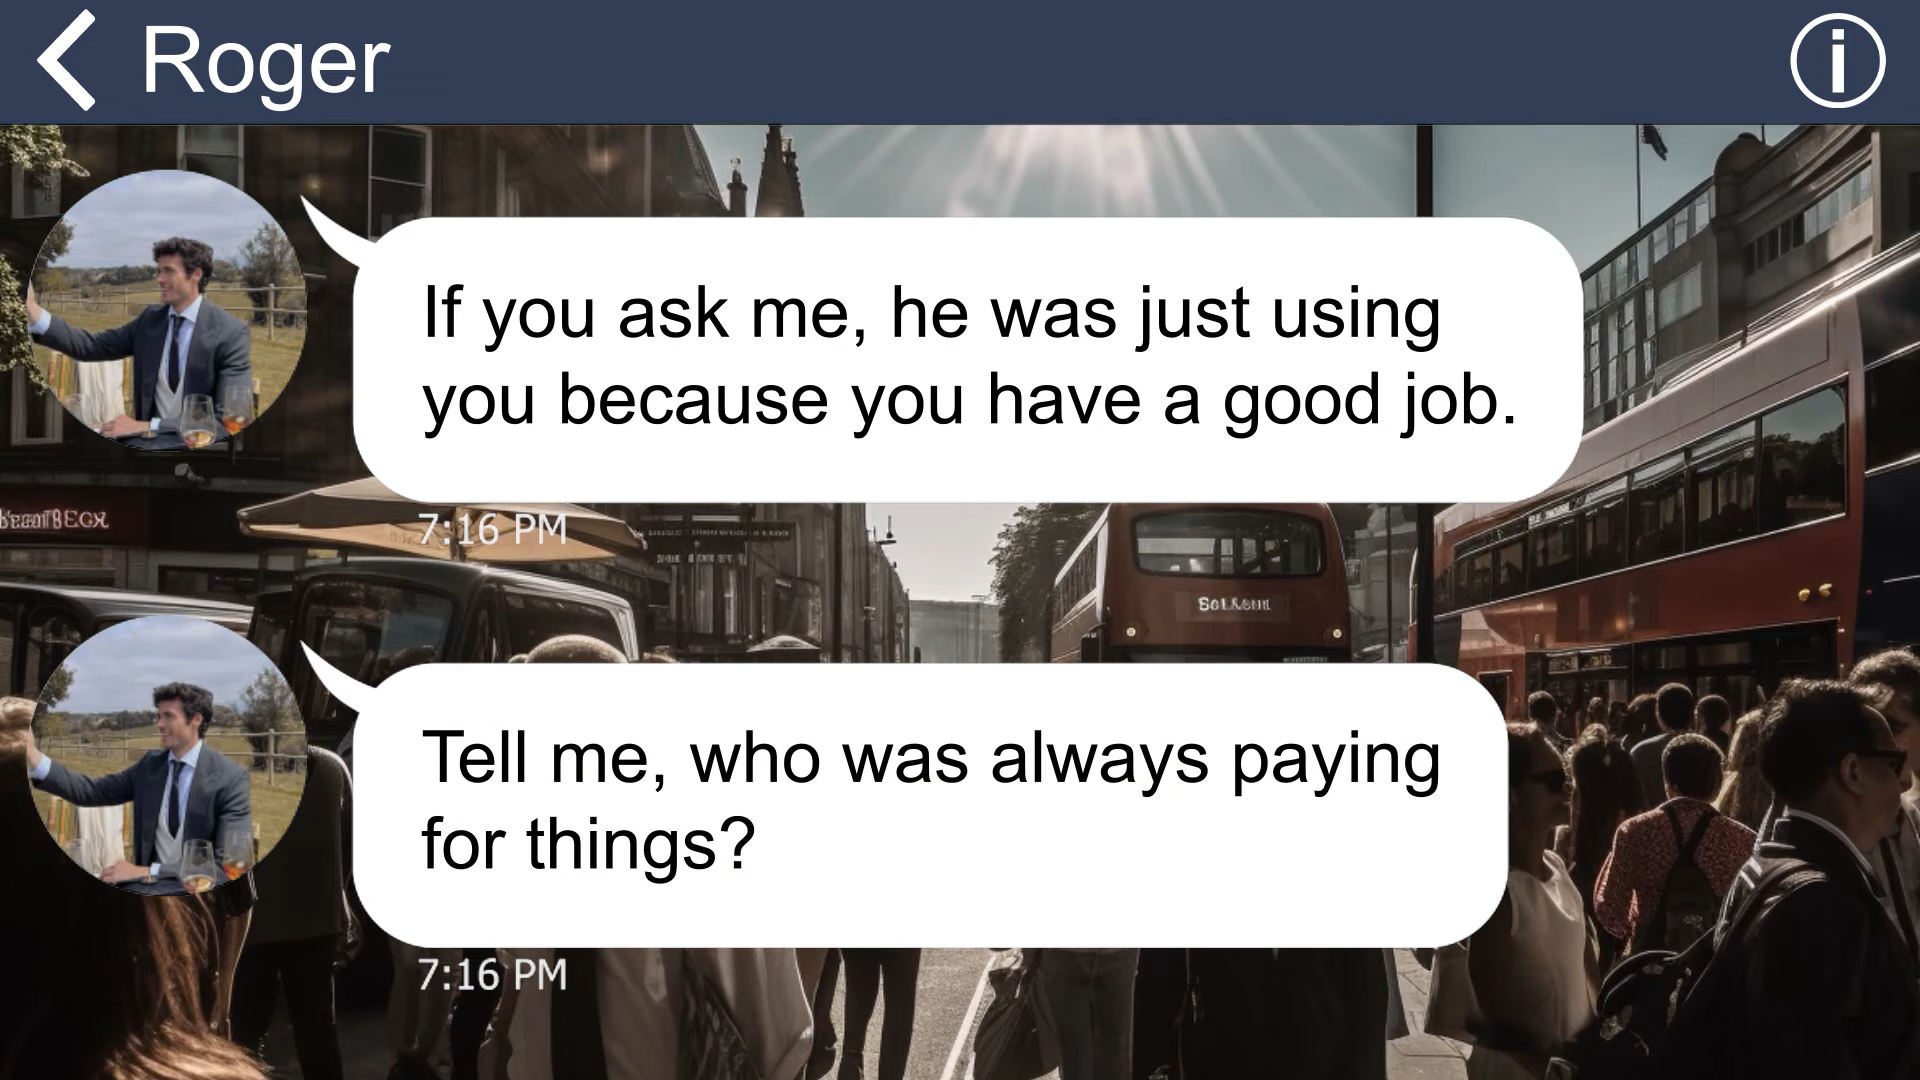 Roger
If you ask me, he was just using
you because you have a good job.
7:16 PM
Tell me, who was always paying
for things?
7:16 PM